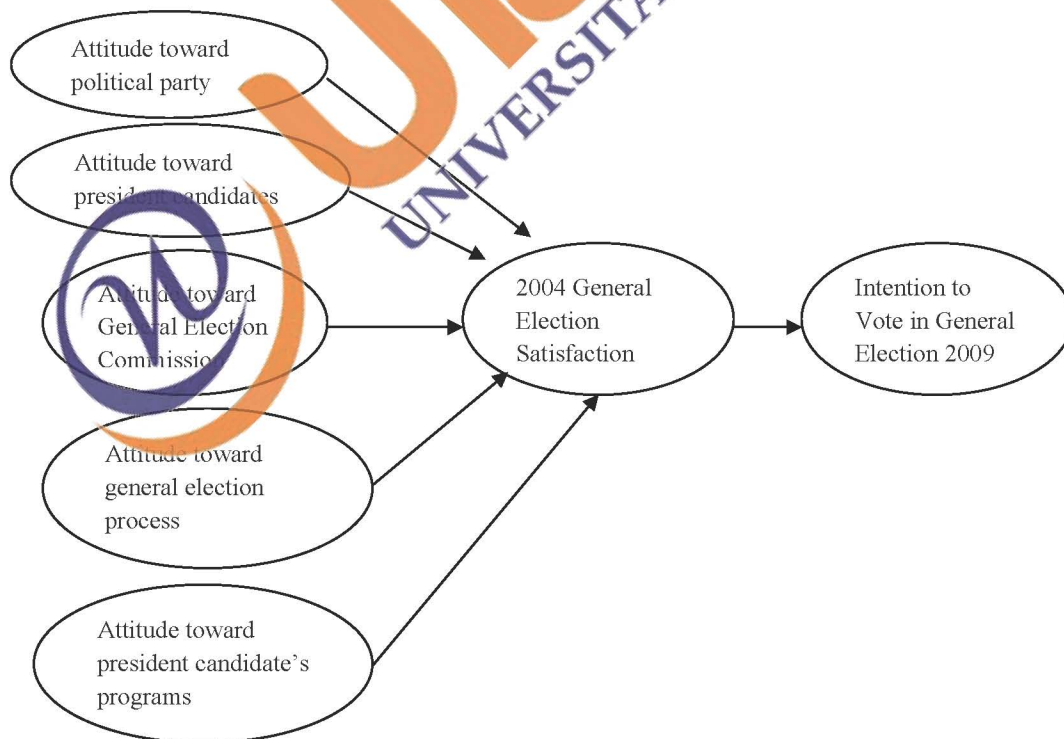 Attitude toward
political party
Attitude toward
president candidates
Attitude toward
General Election
Commission
Attitude toward
general election
process
Attitude toward
president candidate’s
programs
2004 General
Election
Satisfaction
Intention to
Vote in General
Election 2009